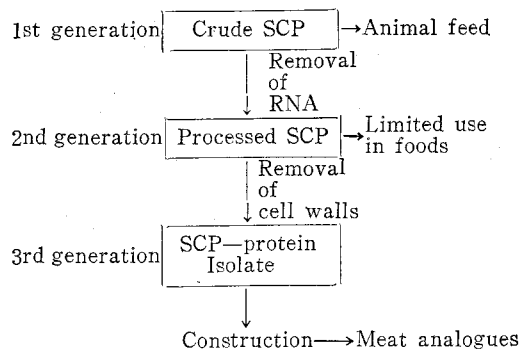 1st generation Crude SCP →Animal feed
Removal
of
RNA
2nd generation Processed SCP →Limited use
in foods
Removal
of
cell walls
SCP—protein
3rd generation Isolate
Construction→Meat analogues